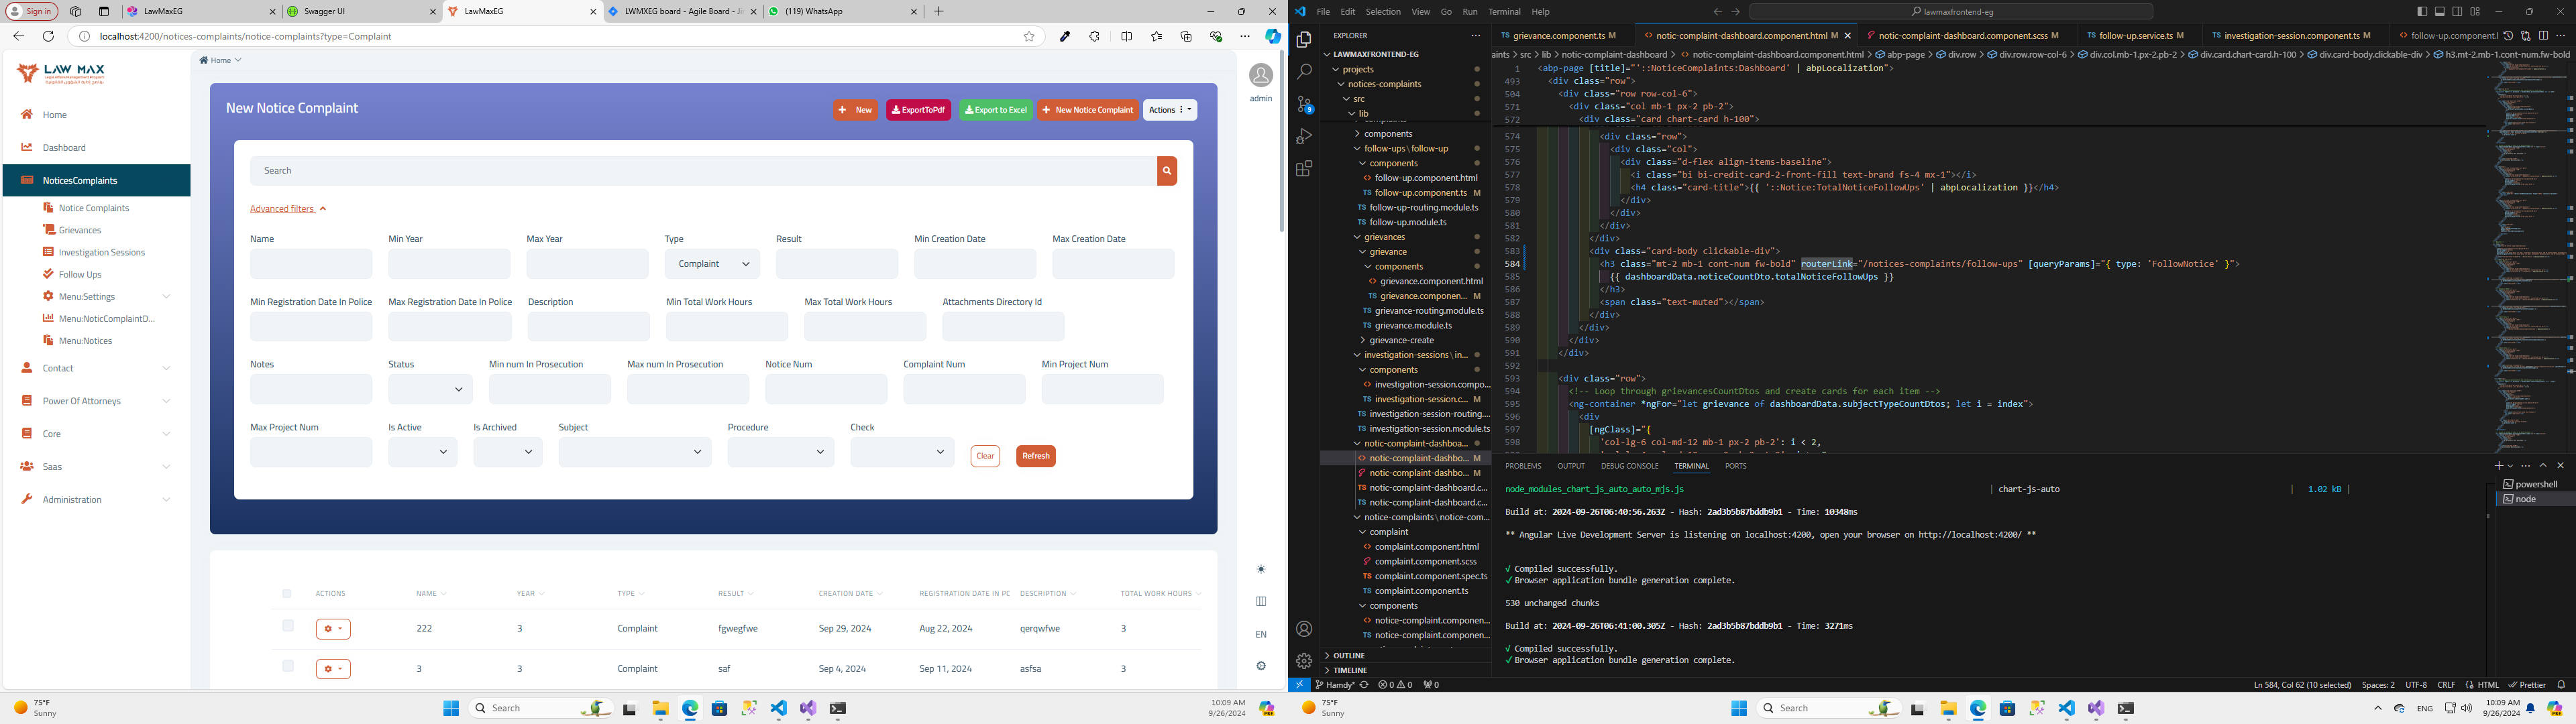 Sign in
LawMaxEG
Swagger UI
LawMaxEG
LWMXEG board - Agile Board - Ji
(119) WhatsApp
localhost:4200/notices-complaints/notice-complaints?type=Complaint
LAW MAX
Home
Dashboard
NoticesComplaints
Notice Complaints
Grievances
Investigation Sessions
Follow Ups
Menu:Settings
Menu:NoticComplaintD...
Menu:Notices
Contact
Power Of Attorneys
Core
Saas
Administration
Home
admin
EN
New Notice Complaint
New
ExportToPdf
Export to Excel
New Notice Complaint
Actions
Search
Advanced filters
Name
Min Year
Max Year
Type
Result
Min Creation Date
Max Creation Date
Complaint
Min Registration Date In Police
Max Registration Date In Police
Description
Min Total Work Hours
Max Total Work Hours
Attachments Directory Id
Notes
Status
Min num In Prosecution
Max num In Prosecution
Notice Num
Complaint Num
Min Project Num
Max Project Num
Is Active
Is Archived
Subject
Procedure
Check
Clear
Refresh
ACTIONS NAME YEAR TYPE RESULT CREATION DATE REGISTRATION DATE IN PC DESCRIPTION TOTAL WORK HOURS
222 3 Complaint fgwegfwe Sep 29, 2024 Aug 22, 2024 qerqwfwe 3
3 3 Complaint saf Sep 4, 2024 Sep 11, 2024 asfsa 3
75°F
Sunny
Search
10:09 AM
9/26/2024
File Edit Selection View Go Run Terminal Help
lawmaxfrontend-eg
EXPLORER
LAWMAXFRONTEND-EG
projects
notices-complaints
src
lib
components
follow-ups\follow-up
components
follow-up.component.html
follow-up.component.ts M
follow-up-routing.module.ts
follow-up.module.ts
grievances
grievance
components
grievance.component.html
grievance.componen... M
grievance-routing.module.ts
grievance.module.ts
grievance-create
investigation-sessions\in...
components
investigation-session.compo...
investigation-session.c... M
investigation-session-routing....
investigation-session.module.ts
notic-complaint-dashboa...
notic-complaint-dashbo... M
notic-complaint-dashbo... M
notic-complaint-dashboard.c...
notic-complaint-dashboard.c...
notice-complaints\notice-com...
complaint
complaint.component.html
complaint.component.scss
complaint.component.spec.ts
complaint.component.ts
components
notice-complaint.componen...
notice-complaint.componen...
OUTLINE
TIMELINE
grievance.component.ts M
notic-complaint-dashboard.component.html M
notic-complaint-dashboard.component.scss M
follow-up.service.ts M
investigation-session.component.ts M
follow-up.component.l
aints > src > lib > notic-complaint-dashboard > notic-complaint-dashboard.component.html > abp-page > div.row > div.row.row-col-6 > div.col.mb-1.px-2.pb-2 > div.card.chart-card.h-100 > div.card-body.clickable-div > h3.mt-2.mb-1.cont-num.fw-bold
1 <abp-page [title]="'::NoticeComplaints:Dashboard' | abpLocalization">
493 <div class="row">
504 <div class="row row-col-6">
571 <div class="col mb-1 px-2 pb-2">
572 <div class="card chart-card h-100">
574 <div class="row">
575 <div class="col">
576 <div class="d-flex align-items-baseline">
577 <i class="bi bi-credit-card-2-front-fill text-brand fs-4 mx-1"></i>
578 <h4 class="card-title">{{ '::Notice:TotalNoticeFollowUps' | abpLocalization }}</h4>
579 </div>
580 </div>
581 </div>
582 </div>
583 <div class="card-body clickable-div">
584 <h3 class="mt-2 mb-1 cont-num fw-bold" routerLink="/notices-complaints/follow-ups" [queryParams]="{ type: 'FollowNotice' }">
585 {{ dashboardData.noticeCountDto.totalNoticeFollowUps }}
586 </h3>
587 <span class="text-muted"></span>
588 </div>
589 </div>
590 </div>
591 </div>
592
593 <div class="row">
594 <!-- Loop through grievancesCountDtos and create cards for each item -->
595 <ng-container *ngFor="let grievance of dashboardData.subjectTypeCountDtos; let i = index">
596 <div
597 [ngClass]="{
598 'col-lg-6 col-md-12 mb-1 px-2 pb-2': i < 2,
PROBLEMS OUTPUT DEBUG CONSOLE TERMINAL PORTS
powershell
node
node_modules_chart_js_auto_auto_mjs.js | chart-js-auto | 1.02 kB |
Build at: 2024-09-26T06:40:56.263Z - Hash: 2ad3b5b87bddb9b1 - Time: 10348ms
** Angular Live Development Server is listening on localhost:4200, open your browser on http://localhost:4200/ **
√ Compiled successfully.
√ Browser application bundle generation complete.
530 unchanged chunks
Build at: 2024-09-26T06:41:00.305Z - Hash: 2ad3b5b87bddb9b1 - Time: 3271ms
√ Compiled successfully.
√ Browser application bundle generation complete.
Hamdy* 0 0 0
Ln 584, Col 62 (10 selected) Spaces: 2 UTF-8 CRLF HTML Prettier
75°F
Sunny
Search
ENG
10:09 AM
9/26/2024